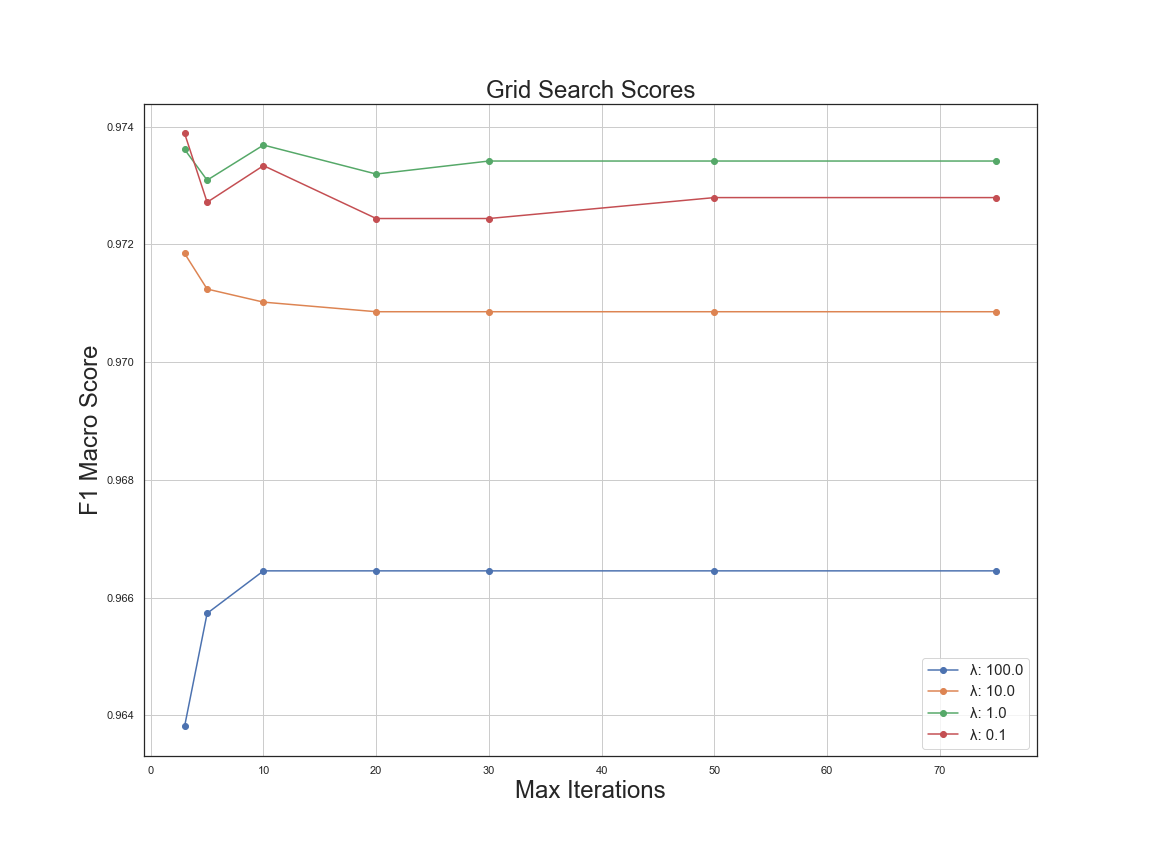 Grid Search Scores
F1 Macro Score
0.974
0.972
0.970
0.968
0.966
0.964
0 10 20 30 40 50 60 70
Max Iterations
λ: 100.0
λ: 10.0
λ: 1.0
λ: 0.1